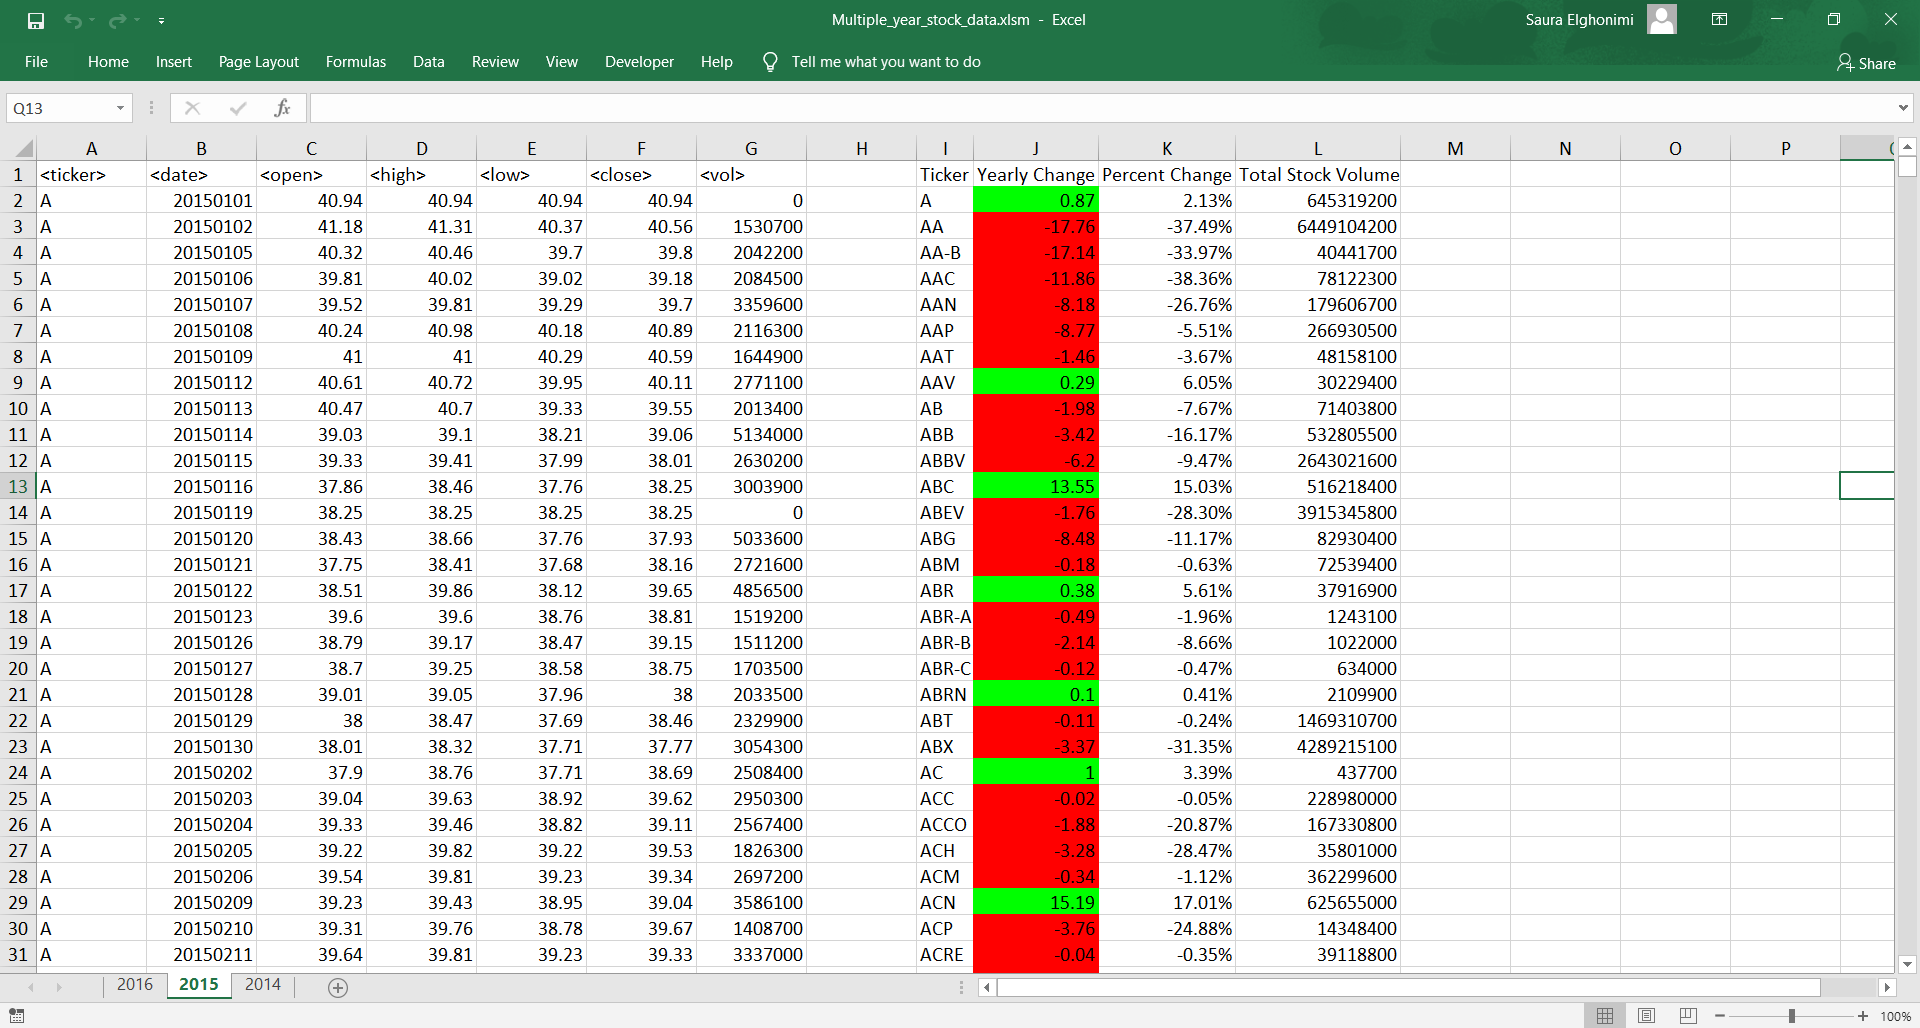 Multiple_year_stock_data.xlsm - Excel
Saura Elghonimi
File Home Insert Page Layout Formulas Data Review View Developer Help Tell me what you want to do
Share
Q13 fx
A B C D E F G H I J K L M N O P
1 <ticker> <date> <open> <high> <low> <close> <vol> Ticker Yearly Change Percent Change Total Stock Volume
2 A 20150101 40.94 40.94 40.94 40.94 0 A 0.87 2.13% 645319200
3 A 20150102 41.18 41.31 40.37 40.56 1530700 AA -17.76 -37.49% 6449104200
4 A 20150105 40.32 40.46 39.7 39.8 2042200 AA-B -17.14 -33.97% 40441700
5 A 20150106 39.81 40.02 39.02 39.18 2084500 AAC -11.86 -38.36% 78122300
6 A 20150107 39.52 39.81 39.29 39.7 3359600 AAN -8.18 -26.76% 179606700
7 A 20150108 40.24 40.98 40.18 40.89 2116300 AAP -8.77 -5.51% 266930500
8 A 20150109 41 41 40.29 40.59 1644900 AAT -1.46 -3.67% 48158100
9 A 20150112 40.61 40.72 39.95 40.11 2771100 AAV 0.29 6.05% 30229400
10 A 20150113 40.47 40.7 39.33 39.55 2013400 AB -1.98 -7.67% 71403800
11 A 20150114 39.03 39.1 38.21 39.06 5134000 ABB -3.42 -16.17% 532805500
12 A 20150115 39.33 39.41 37.99 38.01 2630200 ABBV -6.2 -9.47% 2643021600
13 A 20150116 37.86 38.46 37.76 38.25 3003900 ABC 13.55 15.03% 516218400
14 A 20150119 38.25 38.25 38.25 38.25 0 ABEV -1.76 -28.30% 3915345800
15 A 20150120 38.43 38.66 37.76 37.93 5033600 ABG -8.48 -11.17% 82930400
16 A 20150121 37.75 38.41 37.68 38.16 2721600 ABM -0.18 -0.63% 72539400
17 A 20150122 38.51 39.86 38.12 39.65 4856500 ABR 0.38 5.61% 37916900
18 A 20150123 39.6 39.6 38.76 38.81 1519200 ABR-A -0.49 -1.96% 1243100
19 A 20150126 38.79 39.17 38.47 39.15 1511200 ABR-B -2.14 -8.66% 1022000
20 A 20150127 38.7 39.25 38.58 38.75 1703500 ABR-C -0.12 -0.47% 634000
21 A 20150128 39.01 39.05 37.96 38 2033500 ABRN 0.1 0.41% 2109900
22 A 20150129 38 38.47 37.69 38.46 2329900 ABT -0.11 -0.24% 1469310700
23 A 20150130 38.01 38.32 37.71 37.77 3054300 ABX -3.37 -31.35% 4289215100
24 A 20150202 37.9 38.76 37.71 38.69 2508400 AC 1 3.39% 437700
25 A 20150203 39.04 39.63 38.92 39.62 2950300 ACC -0.02 -0.05% 228980000
26 A 20150204 39.33 39.46 38.82 39.11 2567400 ACCO -1.88 -20.87% 167330800
27 A 20150205 39.22 39.82 39.22 39.53 1826300 ACH -3.28 -28.47% 35801000
28 A 20150206 39.54 39.81 39.23 39.34 2697200 ACM -0.34 -1.12% 362299600
29 A 20150209 39.23 39.43 38.95 39.04 3586100 ACN 15.19 17.01% 625655000
30 A 20150210 39.31 39.76 38.78 39.67 1408700 ACP -3.76 -24.88% 14348400
31 A 20150211 39.64 39.81 39.23 39.33 3337000 ACRE -0.04 -0.35% 39118800
2016 2015 2014
100%